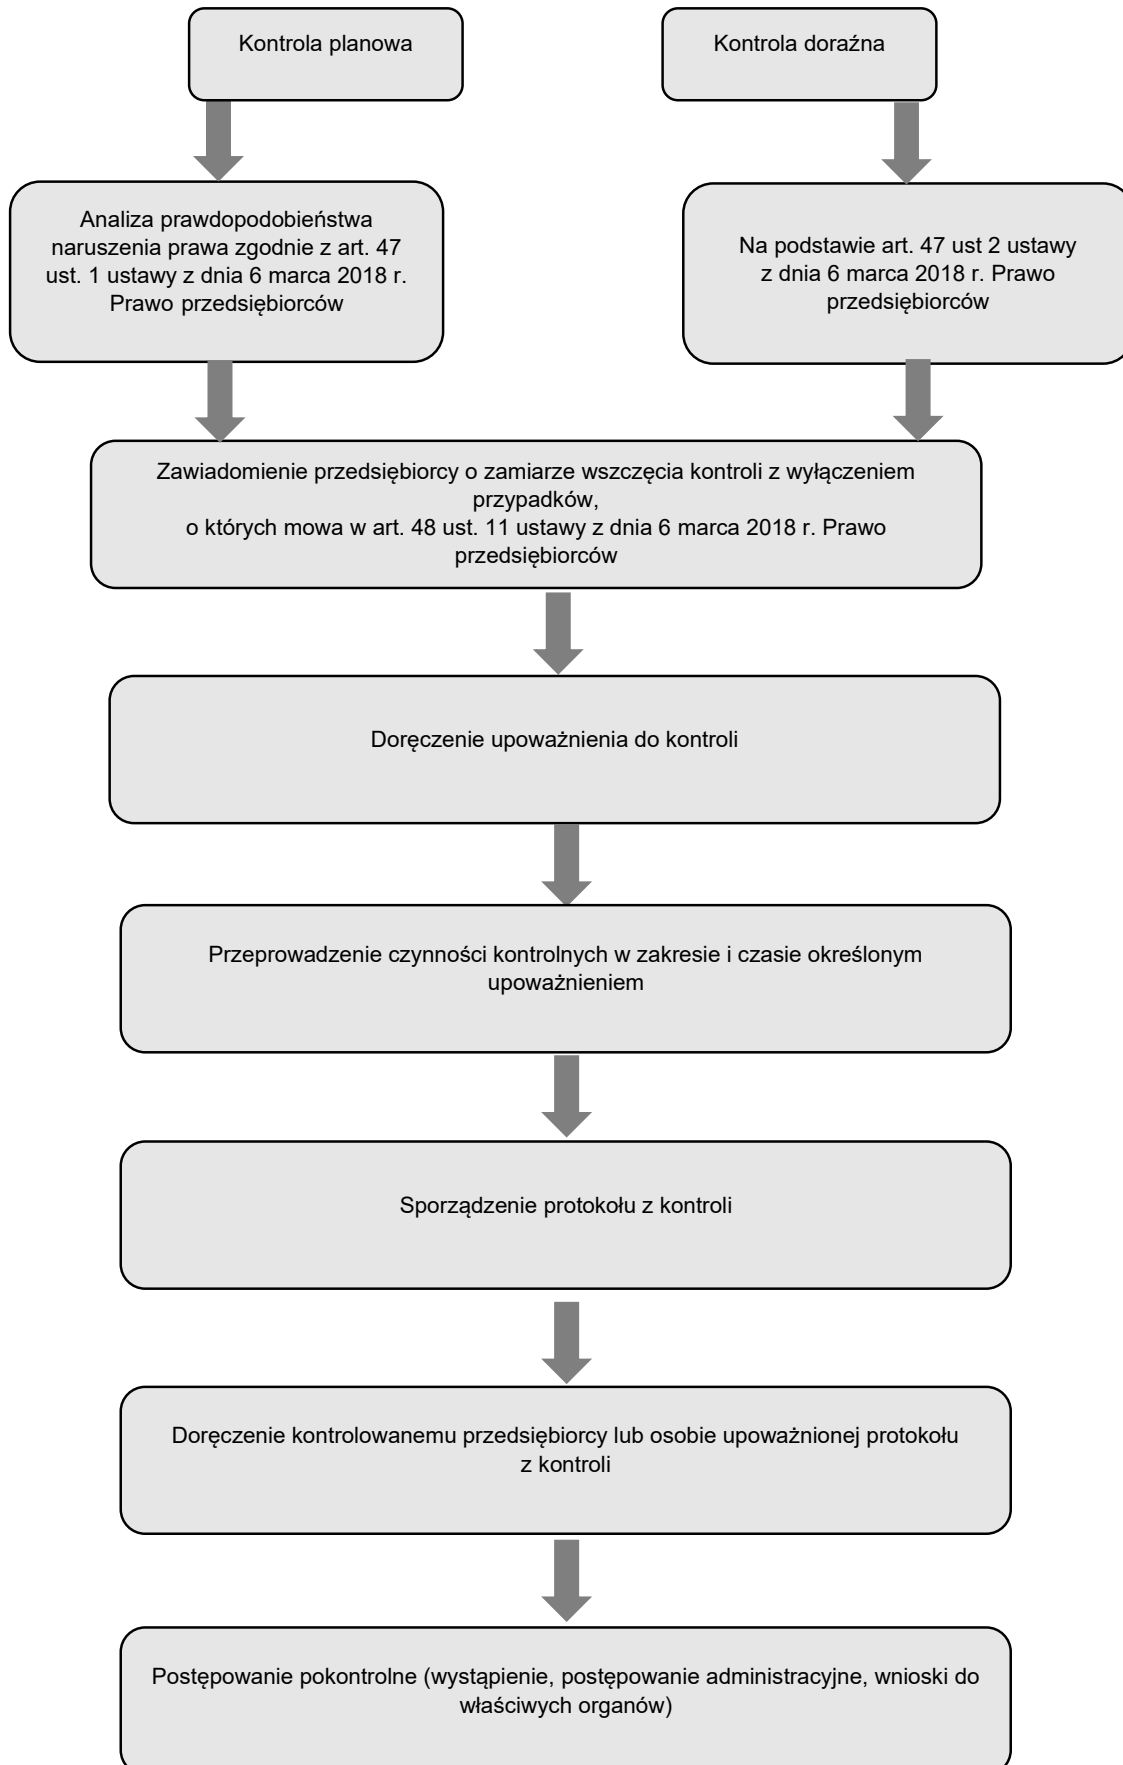 Kontrola planowa
Kontrola doraźna
Analiza prawdopodobieństwa
naruszenia prawa zgodnie z art. 47
ust. 1 ustawy z dnia 6 marca 2018 r.
Prawo przedsiębiorców
Na podstawie art. 47 ust 2 ustawy
z dnia 6 marca 2018 r. Prawo
przedsiębiorców
Zawiadomienie przedsiębiorcy o zamiarze wszczęcia kontroli z wyłączeniem
przypadków,
o których mowa w art. 48 ust. 11 ustawy z dnia 6 marca 2018 r. Prawo
przedsiębiorców
Doręczenie upoważnienia do kontroli
Przeprowadzenie czynności kontrolnych w zakresie i czasie określonym
upoważnieniem
Sporządzenie protokołu z kontroli
Doręczenie kontrolowanemu przedsiębiorcy lub osobie upoważnionej protokołu
z kontroli
Postępowanie pokontrolne (wystąpienie, postępowanie administracyjne, wnioski do
właściwych organów)